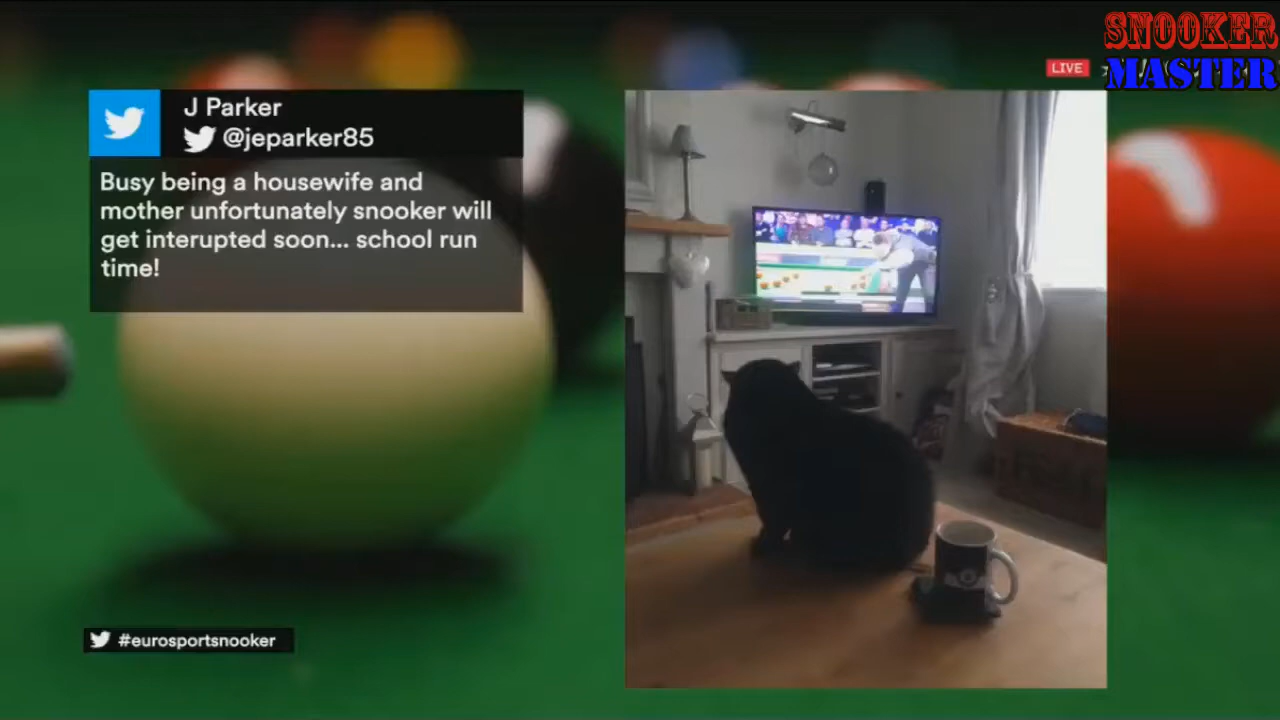 SNOOKER
MASTER
LIVE
J Parker
@jeparker85
Busy being a housewife and
mother unfortunately snooker will
get interupted soon... school run
time!
#eurosportsnooker